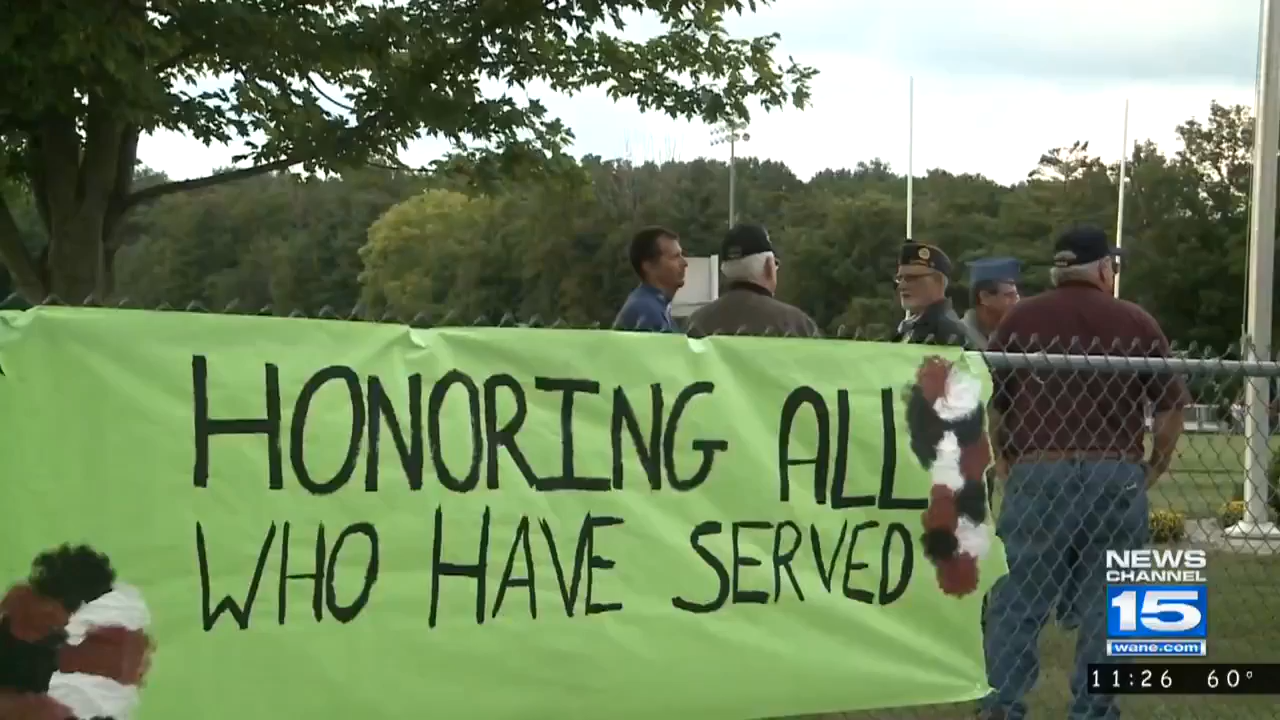 HONORING ALL
WHO HAVE SERVED
NEWS
CHANNEL
15
wane.com
11:26 60°